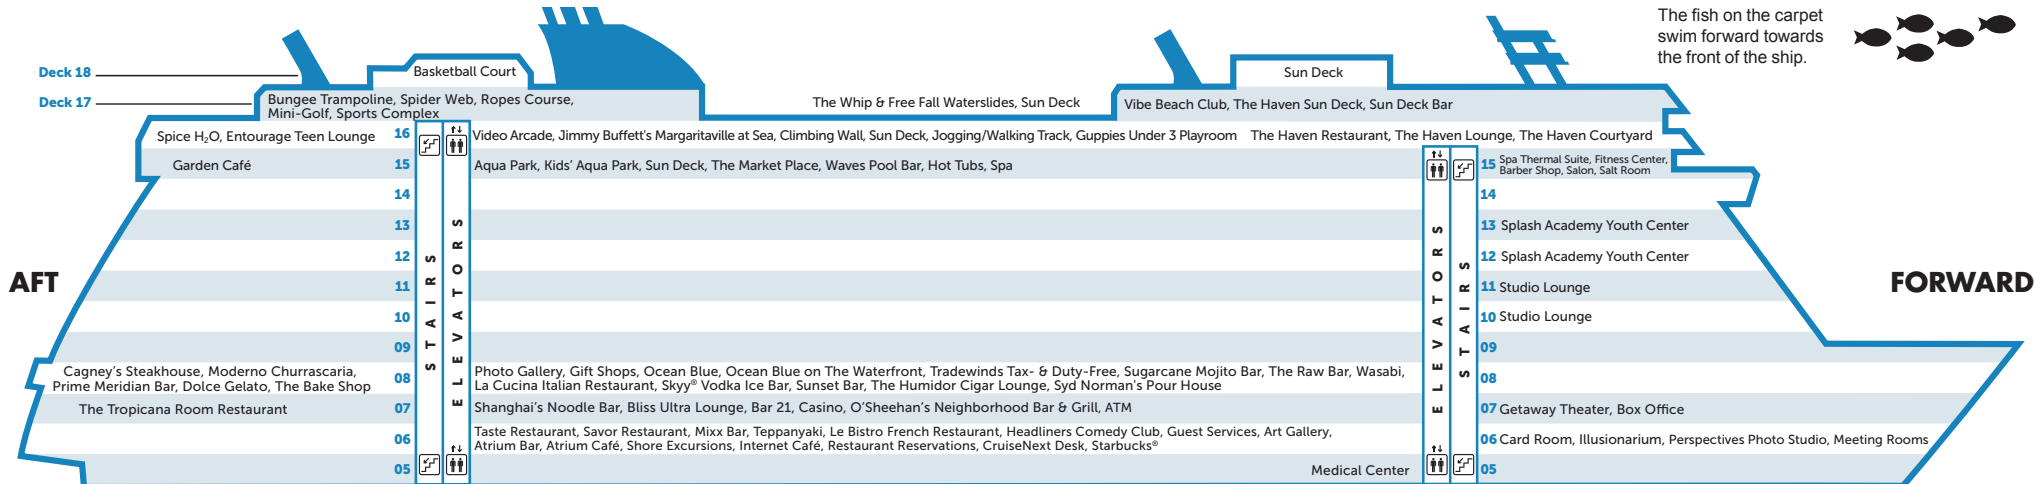 The fish on the carpet
swim forward towards
the front of the ship.
Deck 18
Basketball Court
Sun Deck
Deck 17
Bungee Trampoline, Spider Web, Ropes Course,
Mini-Golf, Sports Complex
The Whip & Free Fall Waterslides, Sun Deck
Vibe Beach Club, The Haven Sun Deck, Sun Deck Bar
Spice H₂O, Entourage Teen Lounge
16
Video Arcade, Jimmy Buffett's Margaritaville at Sea, Climbing Wall, Sun Deck, Jogging/Walking Track, Guppies Under 3 Playroom
The Haven Restaurant, The Haven Lounge, The Haven Courtyard
Garden Café
15
Aqua Park, Kids' Aqua Park, Sun Deck, The Market Place, Waves Pool Bar, Hot Tubs, Spa
15
Spa Thermal Suite, Fitness Center,
Barber Shop, Salon, Salt Room
14
14
13
13 Splash Academy Youth Center
12
12 Splash Academy Youth Center
AFT
11
STAIRS
ELEVATORS
ELEVATORS
STAIRS
11 Studio Lounge
FORWARD
10
10 Studio Lounge
09
09
Cagney's Steakhouse, Moderno Churrascaria,
Prime Meridian Bar, Dolce Gelato, The Bake Shop
08
Photo Gallery, Gift Shops, Ocean Blue, Ocean Blue on The Waterfront, Tradewinds Tax- & Duty-Free, Sugarcane Mojito Bar, The Raw Bar, Wasabi,
La Cucina Italian Restaurant, Skyy® Vodka Ice Bar, Sunset Bar, The Humidor Cigar Lounge, Syd Norman's Pour House
08
The Tropicana Room Restaurant
07
Shanghai's Noodle Bar, Bliss Ultra Lounge, Bar 21, Casino, O'Sheehan's Neighborhood Bar & Grill, ATM
07 Getaway Theater, Box Office
06
Taste Restaurant, Savor Restaurant, Mixx Bar, Teppanyaki, Le Bistro French Restaurant, Headliners Comedy Club, Guest Services, Art Gallery,
Atrium Bar, Atrium Café, Shore Excursions, Internet Café, Restaurant Reservations, CruiseNext Desk, Starbucks®
06 Card Room, Illusionarium, Perspectives Photo Studio, Meeting Rooms
05
Medical Center
05